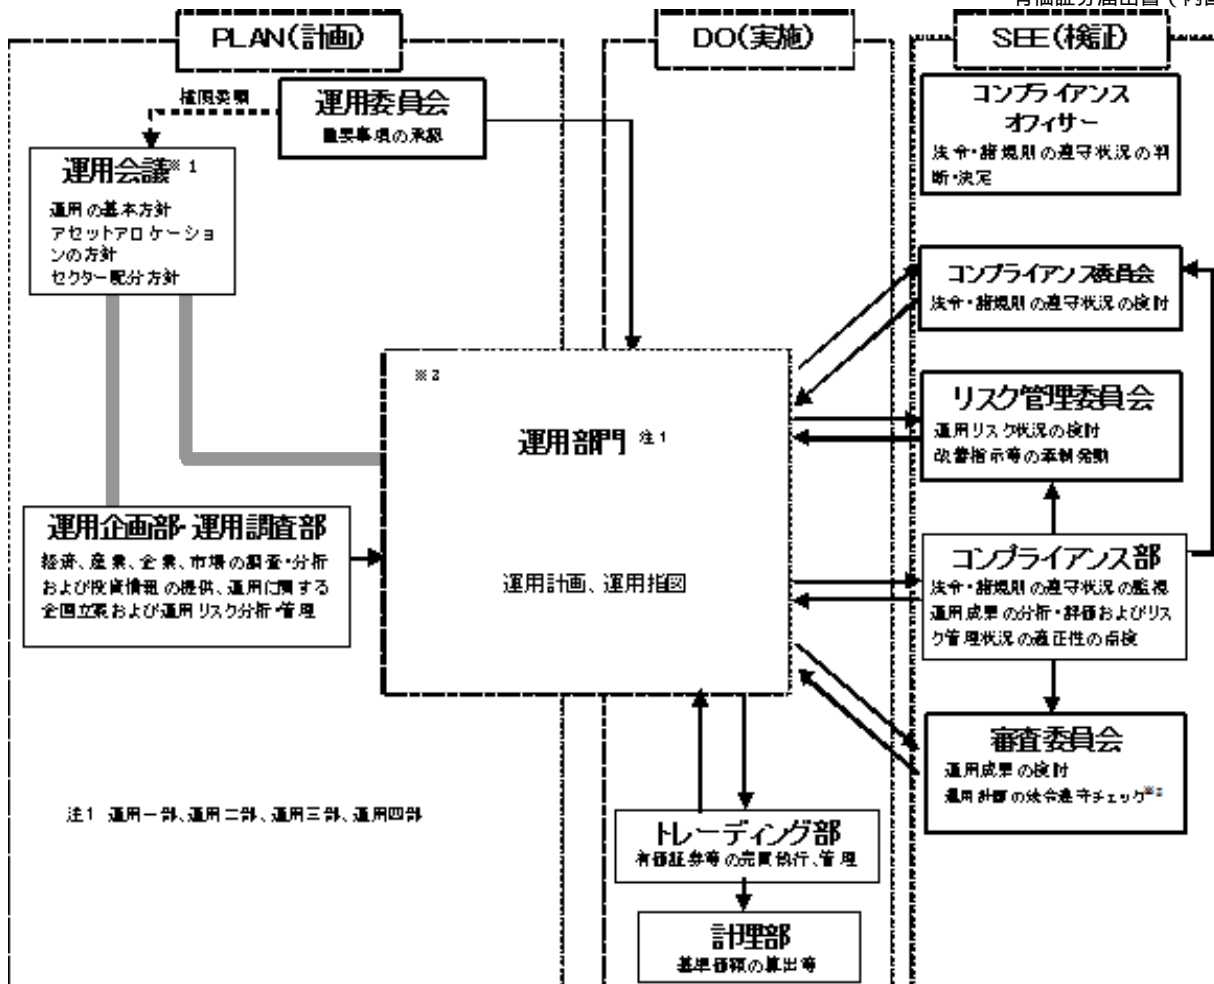 有価証券届出書（内国
PLAN(計画)
DO(実施)
SEE(検証)
権限委譲
運用委員会
重要事項の承認
運用会議※1
運用の基本方針
アセットアロケーショ
ンの方針
セクター配分方針
コンプライアンス
オフィサー
法令・諸規則の遵守状況の判
断・決定
コンプライアンス委員会
法令・諸規則の遵守状況の検討
※2
運用部門 注1
運用計画、運用指図
リスク管理委員会
運用リスク状況の検討
改善指示等の牽制発動
運用企画部・運用調査部
経済、産業、企業、市場の調査・分析
および投資情報の提供、運用に関する
企画立案および運用リスク分析・管理
コンプライアンス部
法令・諸規則の遵守状況の監視
運用成果の分析・評価およびリス
ク管理状況の適正性の点検
審査委員会
運用成果の検討
運用計画の法令遵守チェック
注1 運用一部、運用二部、運用三部、運用四部
トレーディング部
有価証券等の売買執行、管理
計理部
基準価額の算出等